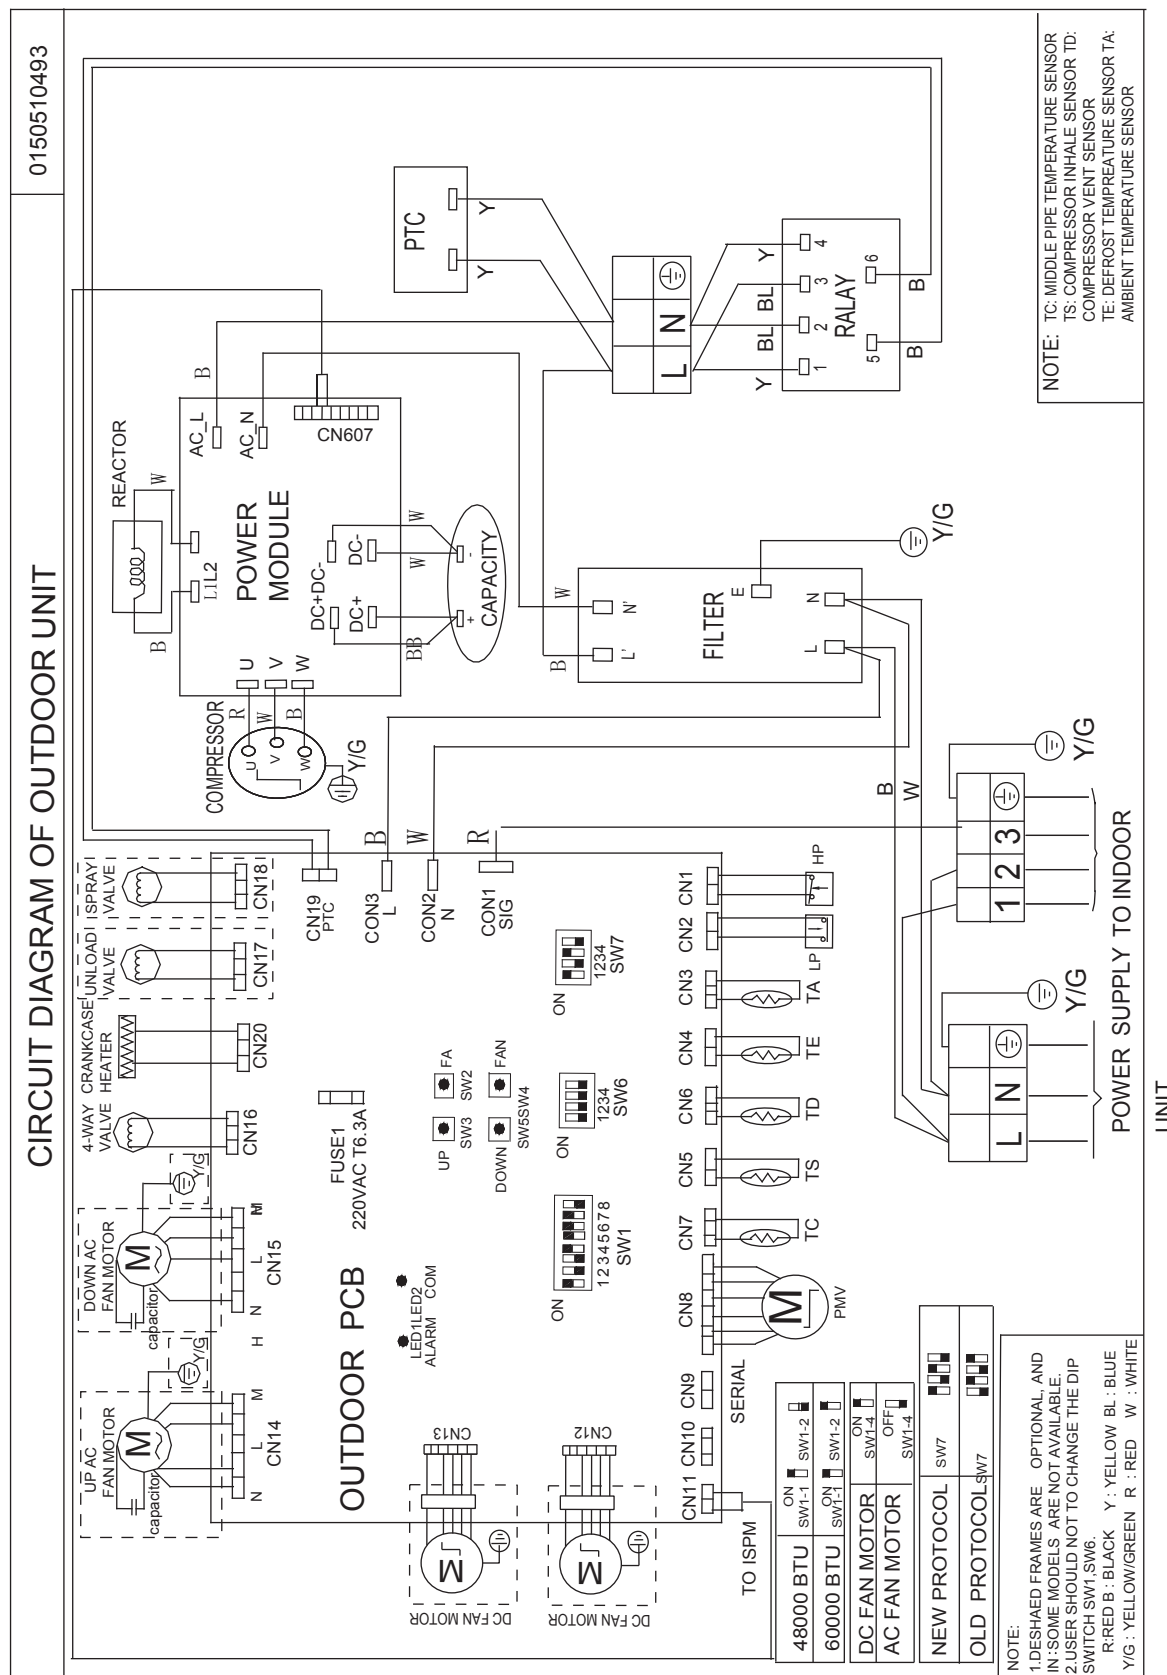 CIRCUIT DIAGRAM OF OUTDOOR UNIT
0150510493
UP AC
FAN MOTOR
M
capacitor
Y/G
N
L
M
H
CN14
DOWN AC
FAN MOTOR
M
capacitor
Y/G
N
L
M
CN15
4-WAY
VALVE
CN16
CRANKCASE
HEATER
CN20
UNLOAD
VALVE
CN17
SPRAY
VALVE
CN18
COMPRESSOR
U
V
W
Y/G
R
W
B
U
V
W
REACTOR
B
W
L1L2
POWER
MODULE
AC_L
AC_N
B
B
CN607
DC+DC-
DC+
DC-
BB
W
W
+
-
CAPACITY
PTC
Y
Y
L
N
Y
BL
BL
Y
1
2
3
4
RALAY
5
6
B
B
CN19
PTC
CON3
L
B
CON2
N
W
CON1
SIG
R
B
W
L'
N'
FILTER
E
L
N
Y/G
OUTDOOR PCB
FUSE1
220VAC T6.3A
LED1LED2
ALARM
COM
UP
SW3
SW2
FA
DOWN
SW5SW4
FAN
ON
12345678
SW1
ON
1234
SW6
ON
1234
SW7
CN13
M
DC FAN MOTOR
CN12
M
DC FAN MOTOR
CN11
CN10
CN9
CN8
CN7
CN5
CN6
CN4
CN3
CN2
CN1
TO ISPM
SERIAL
M
PMV
TC
TS
TD
TE
TA
LP
HP
B
W
L
N
Y/G
1
2
3
Y/G
POWER SUPPLY TO INDOOR
UNIT
48000 BTU
ON
SW1-1
SW1-2
60000 BTU
ON
SW1-1
SW1-2
DC FAN MOTOR
ON
SW1-4
AC FAN MOTOR
OFF
SW1-4
NEW PROTOCOL
SW7
OLD PROTOCOL
SW7
NOTE:
1.DESHAED FRAMES ARE OPTIONAL, AND
IN :SOME MODELS ARE NOT AVAILABLE.
2.USER SHOULD NOT TO CHANGE THE DIP
SWITCH SW1,SW6.
R:RED B : BLACK Y : YELLOW BL : BLUE
Y/G : YELLOW/GREEN R : RED W : WHITE
NOTE:
TC: MIDDLE PIPE TEMPERATURE SENSOR
TS: COMPRESSOR INHALE SENSOR TD:
COMPRESSOR VENT SENSOR
TE: DEFROST TEMPREATURE SENSOR TA:
AMBIENT TEMPERATURE SENSOR